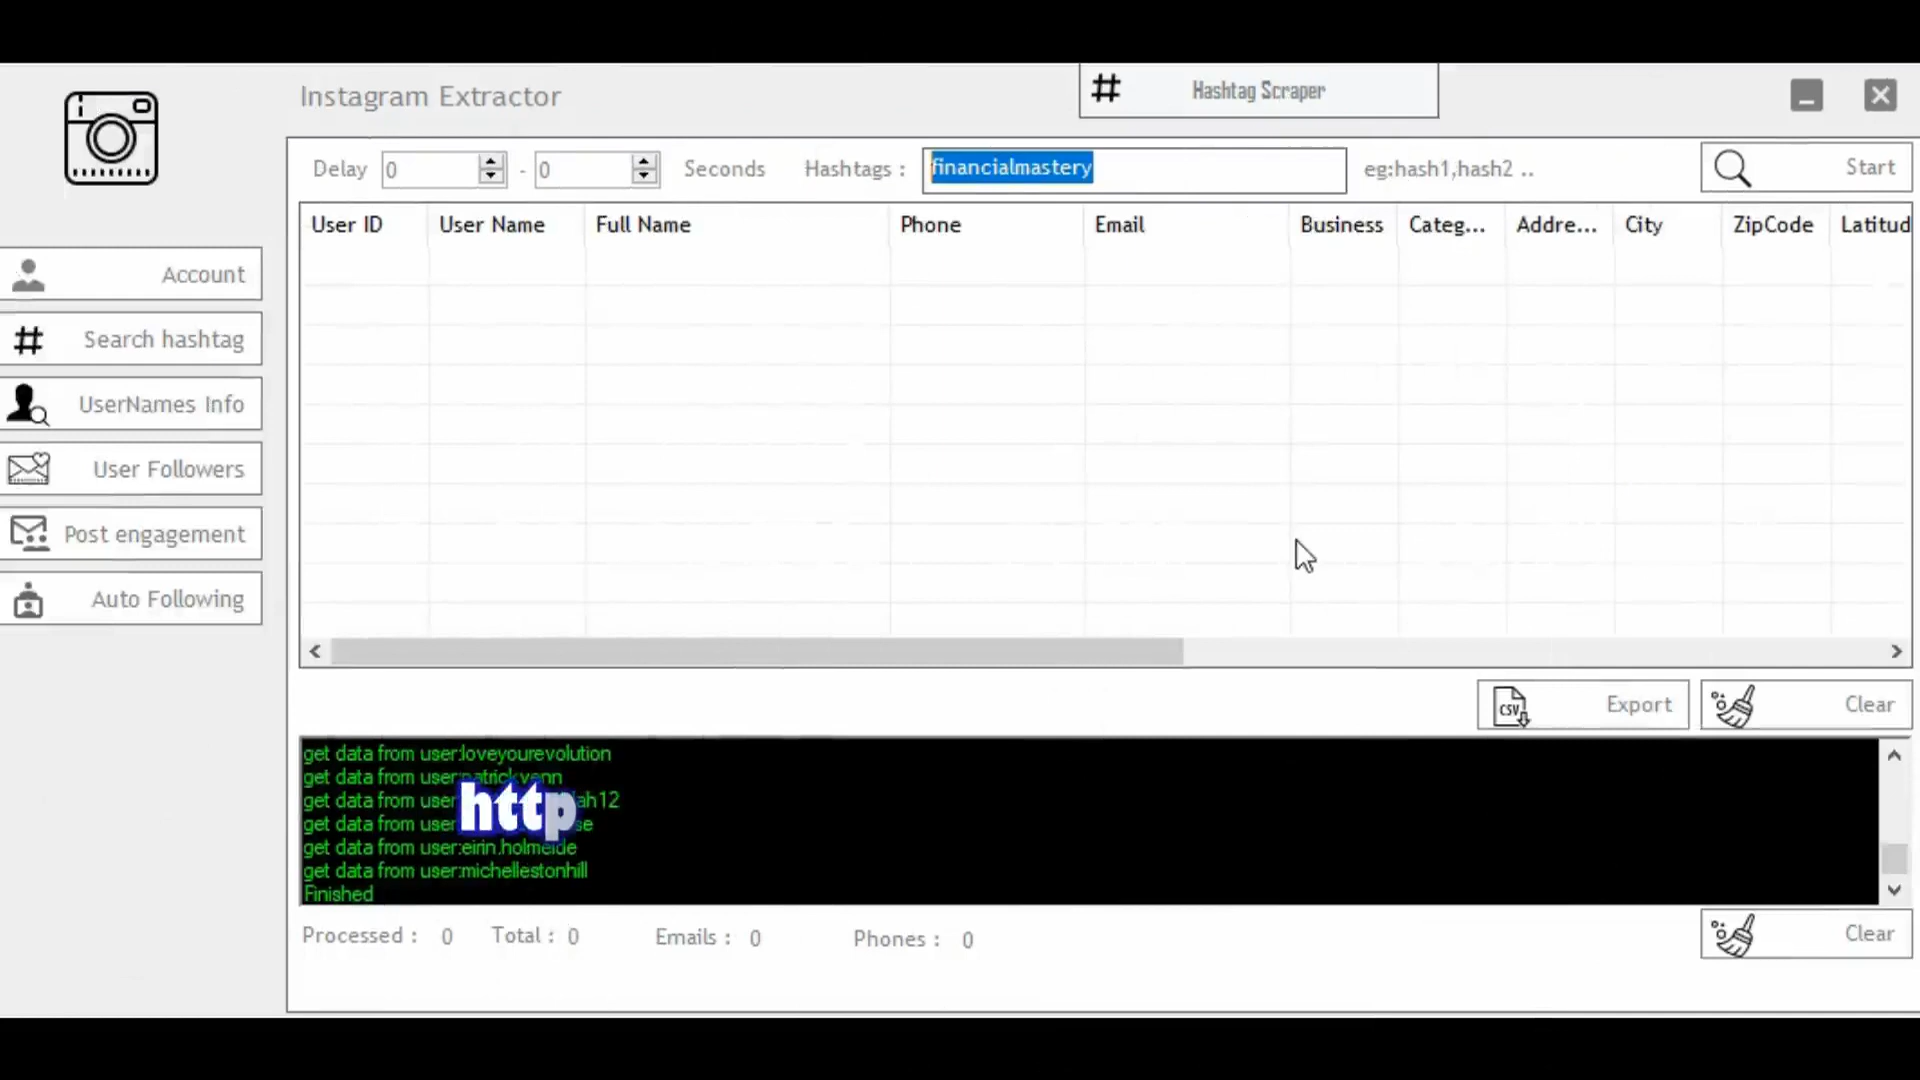 Instagram Extractor
# Hashtag Scraper
Delay 0 - 0 Seconds Hashtags : financialmastery eg:hash1,hash2 .. Start
User ID User Name Full Name Phone Email Business Categ... Addre... City ZipCode Latitud
Account
# Search hashtag
UserNames Info
User Followers
Post engagement
Auto Following
CSV Export Clear
get data from user:loveyourevolution
get data from user:patrickvenn
get data from user ah12
http
get data from user se
get data from user:eirin.holmeide
get data from user:michellestonhill
Finished
Processed : 0 Total : 0 Emails : 0 Phones : 0 Clear